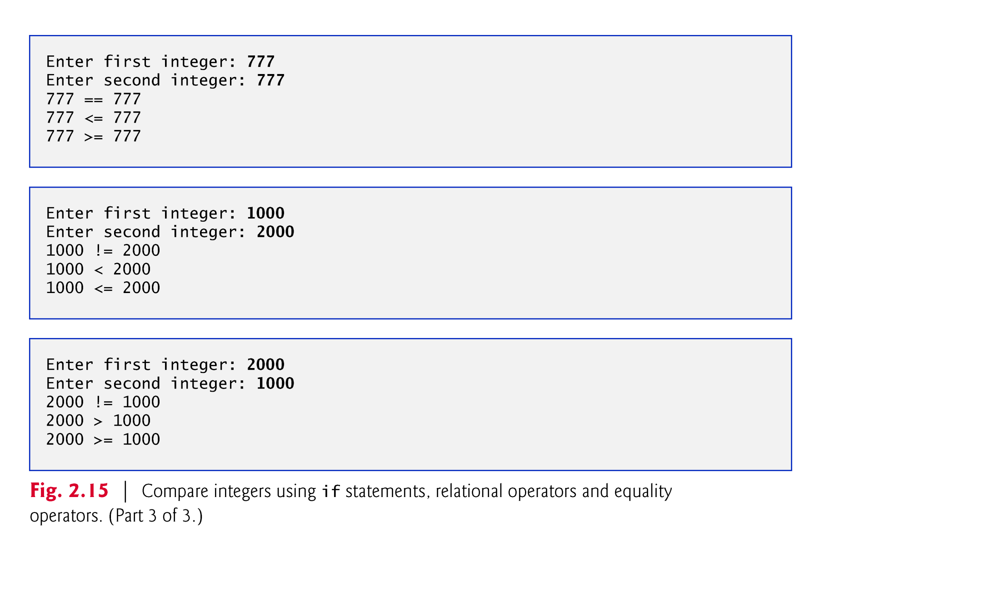 Enter first integer: 777
Enter second integer: 777
777 == 777
777 <= 777
777 >= 777
Enter first integer: 1000
Enter second integer: 2000
1000 != 2000
1000 < 2000
1000 <= 2000
Enter first integer: 2000
Enter second integer: 1000
2000 != 1000
2000 > 1000
2000 >= 1000
Fig. 2.15 | Compare integers using if statements, relational operators and equality
operators. (Part 3 of 3.)